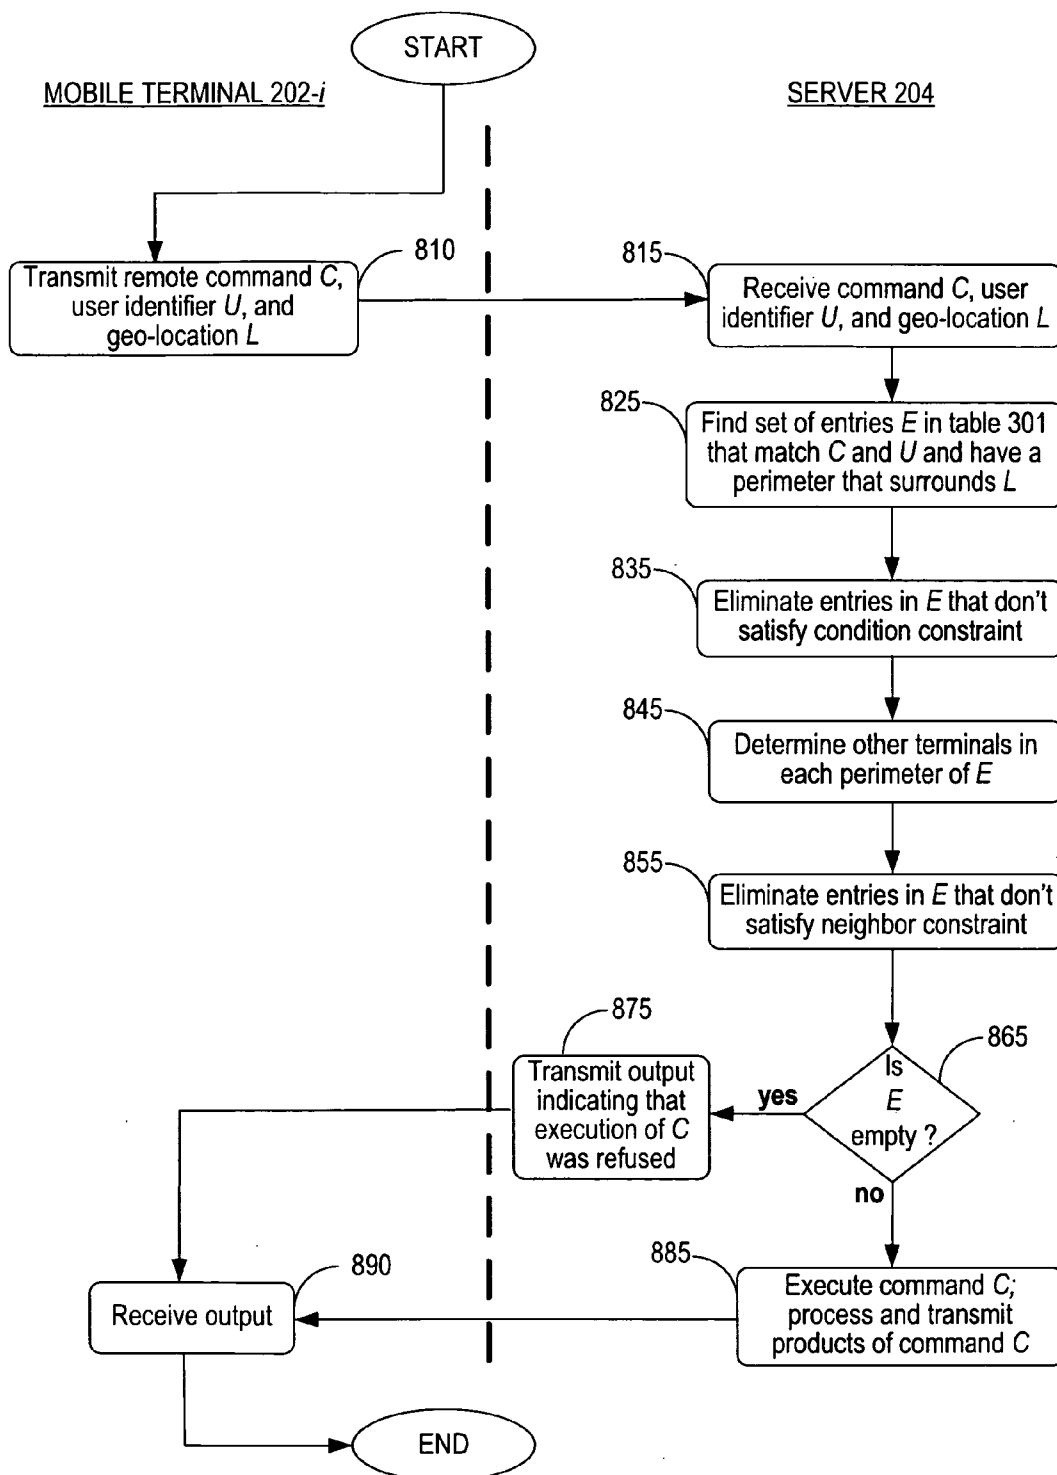 START
MOBILE TERMINAL 202-i
SERVER 204
810
Transmit remote command C,
user identifier U, and
geo-location L
815
Receive command C, user
identifier U, and geo-location L
825
Find set of entries E in table 301
that match C and U and have a
perimeter that surrounds L
835
Eliminate entries in E that don't
satisfy condition constraint
845
Determine other terminals in
each perimeter of E
855
Eliminate entries in E that don't
satisfy neighbor constraint
865
Is
E
empty ?
yes
no
875
Transmit output
indicating that
execution of C
was refused
885
Execute command C;
process and transmit
products of command C
890
Receive output
END